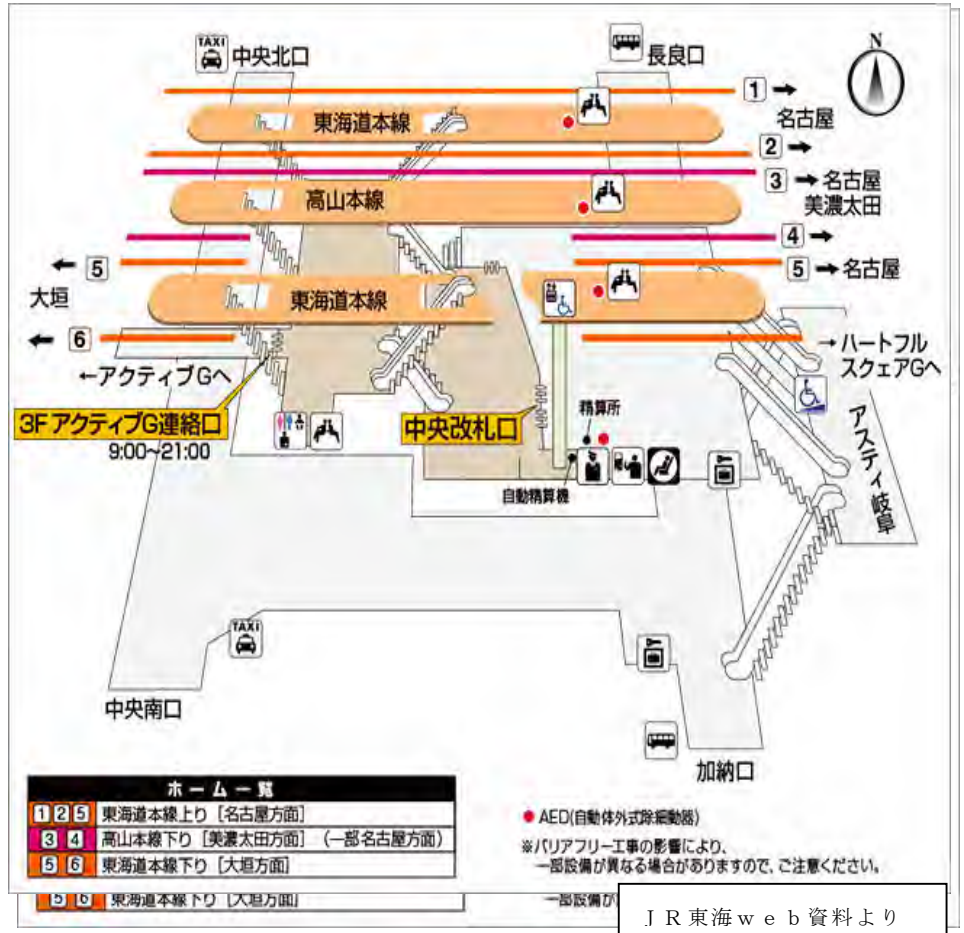 TAXI
中央北口
長良口
N
1 →
名古屋
東海道本線
2 →
3 → 名古屋
美濃太田
高山本線
4 →
← 5
5 → 名古屋
大垣
東海道本線
← 6
→ハートフル
スクェアGへ
←アクティブGへ
3F アクティブG連絡口
9:00~21:00
中央改札口
精算所
自動精算機
アスティ岐阜
TAXI
中央南口
加納口
ホーム一覧
1 2 5 東海道本線上り [名古屋方面]
3 4 高山本線下り [美濃太田方面] (一部名古屋方面)
5 6 東海道本線下り [大垣方面]
● AED(自動体外式除細動器)
※バリアフリー工事の影響により、
一部設備が異なる場合がありますので、ご注意ください。
5 6 東海道本線下り [大垣方面]
一部設備が
JR東海web資料より